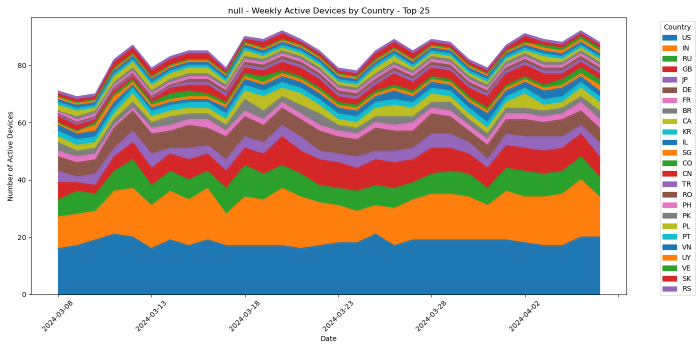 null - Weekly Active Devices by Country - Top 25
Number of Active Devices
80
60
40
20
0
2024-03-08
2024-03-13
2024-03-18
2024-03-23
2024-03-28
2024-04-02
Date
Country
US
IN
RU
GB
JP
DE
FR
BR
CA
KR
IL
SG
CO
CN
TR
RO
PH
PK
PL
PT
VN
UY
VE
SK
RS